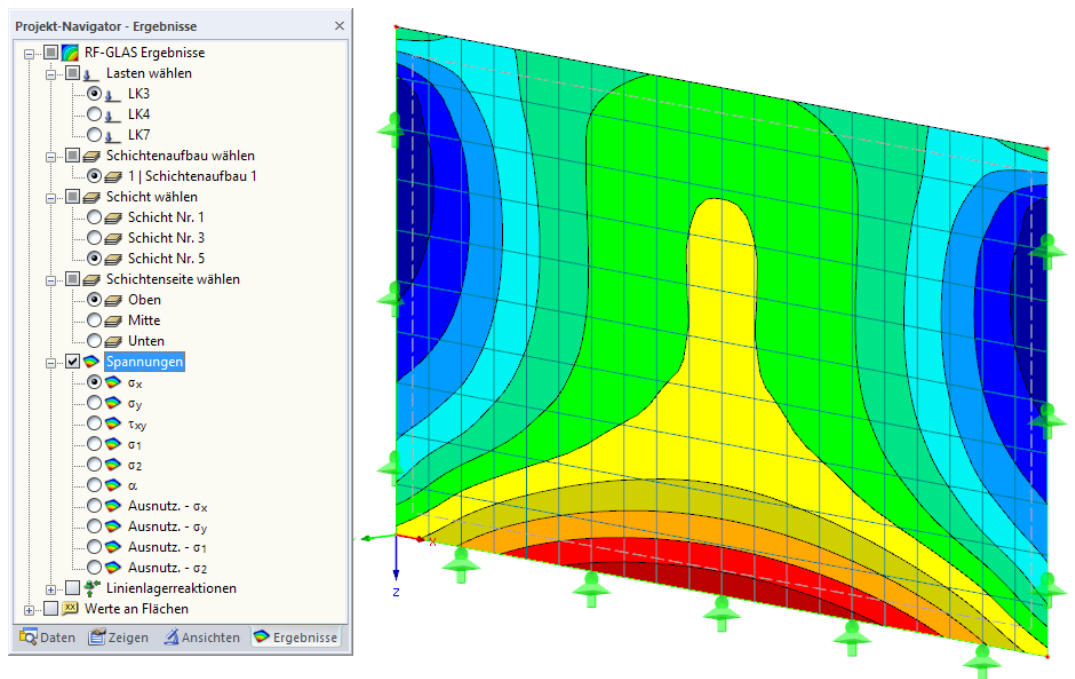 Projekt-Navigator - Ergebnisse
RF-GLAS Ergebnisse
Lasten wählen
LK3
LK4
LK7
Schichtenaufbau wählen
1 | Schichtenaufbau 1
Schicht wählen
Schicht Nr. 1
Schicht Nr. 3
Schicht Nr. 5
Schichtenseite wählen
Oben
Mitte
Unten
Spannungen
σx
σy
τxy
σ1
σ2
α
Ausnutz. - σx
Ausnutz. - σy
Ausnutz. - σ1
Ausnutz. - σ2
Linienlagerreaktionen
xx Werte an Flächen
Daten Zeigen Ansichten Ergebnisse
x
z